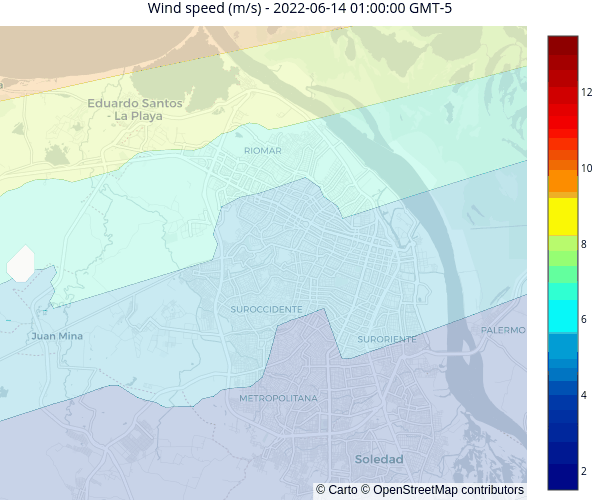 Wind speed (m/s) - 2022-06-14 01:00:00 GMT-5
Eduardo Santos
- La Playa
RIOMAR
SUROCCIDENTE
Juan Mina
SURORIENTE
PALERMO
METROPOLITANA
Soledad
© Carto © OpenStreetMap contributors
12
10
8
6
4
2